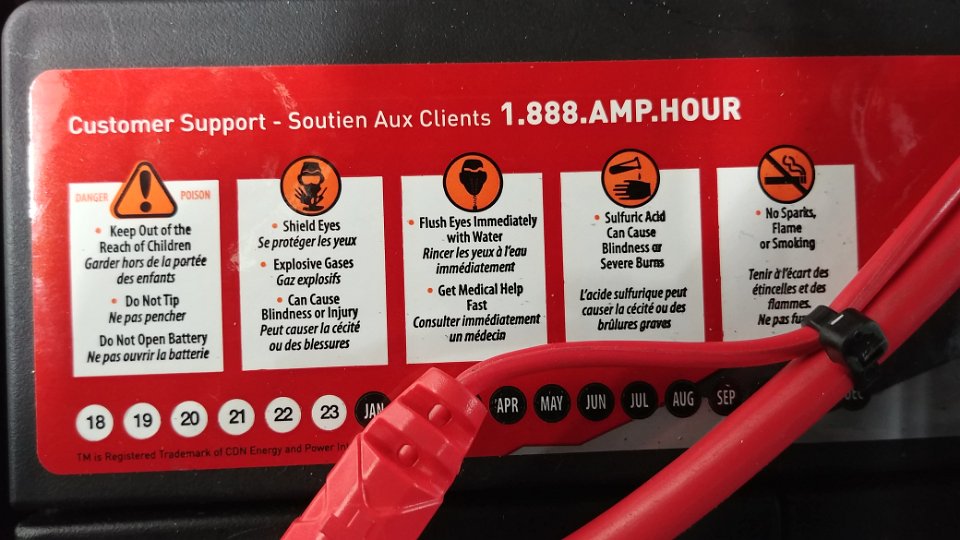 Customer Support - Soutien Aux Clients 1.888.AMP.HOUR
DANGER POISON
• Keep Out of the
Reach of Children
Garder hors de la portée
des enfants
• Do Not Tip
Ne pas pencher
Do Not Open Battery
Ne pas ouvrir la batterie
• Shield Eyes
Se protéger les yeux
• Explosive Gases
Gaz explosifs
• Can Cause
Blindness or Injury
Peut causer la cécité
ou des blessures
• Flush Eyes Immediately
with Water
Rincer les yeux à l'eau
immédiatement
• Get Medical Help
Fast
Consulter immédiatement
un médecin
• Sulfuric Acid
Can Cause
Blindness or
Severe Burns
L'acide sulfurique peut
causer la cécité ou des
brûlures graves
• No Sparks,
Flame
or Smoking
Tenir à l'écart des
étincelles et des
flammes.
Ne pas
18 19 20 21 22 23 JAN APR MAY JUN JUL AUG SEP DEC
TM is Registered Trademark of CDN Energy and Power